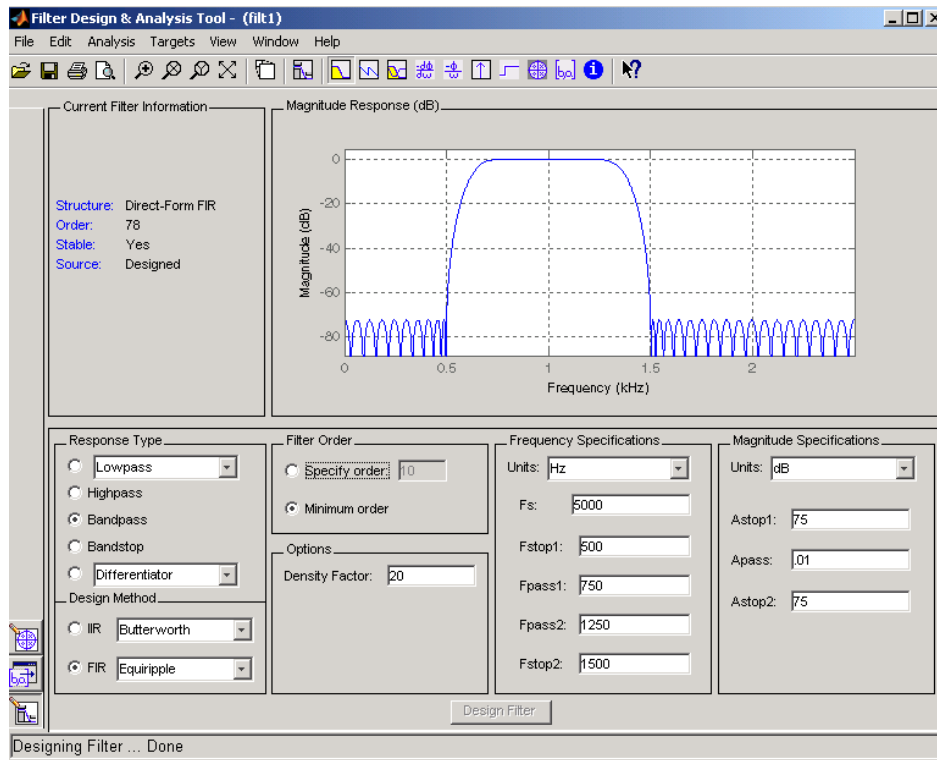 Filter Design & Analysis Tool - (filt1)
File Edit Analysis Targets View Window Help
Current Filter Information
Structure: Direct-Form FIR
Order: 78
Stable: Yes
Source: Designed
Magnitude Response (dB)
Magnitude (dB)
0
-20
-40
-60
-80
0 0.5 1 1.5 2
Frequency (kHz)
Response Type
Lowpass
Highpass
Bandpass
Bandstop
Differentiator
Design Method
IIR Butterworth
FIR Equiripple
Filter Order
Specify order: 10
Minimum order
Options
Density Factor: 20
Frequency Specifications
Units: Hz
Fs: 5000
Fstop1: 500
Fpass1: 750
Fpass2: 1250
Fstop2: 1500
Magnitude Specifications
Units: dB
Astop1: 75
Apass: .01
Astop2: 75
Design Filter
Designing Filter ... Done